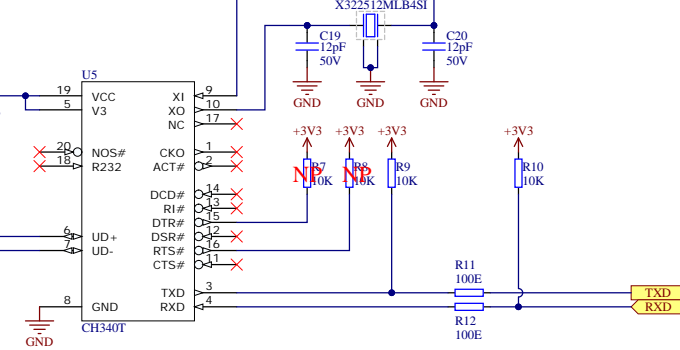 X322512MLB4SI
C19
12pF
50V
C20
12pF
50V
GND
GND
GND
U5
19 VCC
5 V3
XI 9
XO 10
NC 17
20 NOS#
18 R232
CKO 1
ACT# 2
DCD# 14
RI# 13
DTR# 15
DSR# 12
RTS# 16
CTS# 11
6 UD+
7 UD-
TXD 3
RXD 4
8 GND
CH340T
GND
+3V3
+3V3
+3V3
+3V3
R7
10K
NP
R8
10K
NP
R9
10K
R10
10K
R11
100E
R12
100E
TXD
RXD